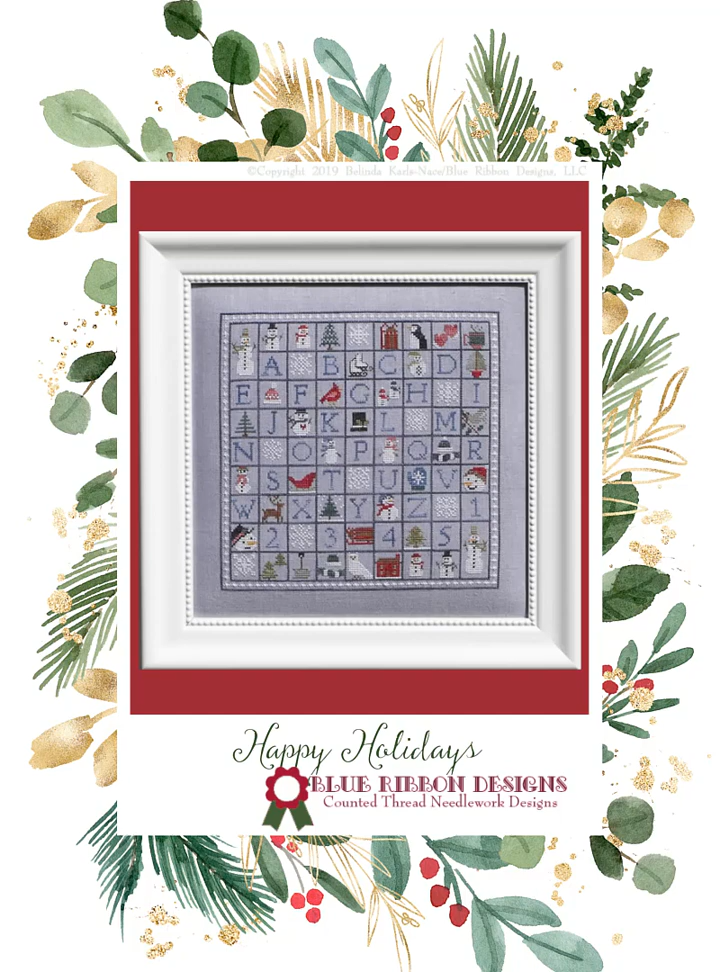 ©Copyright 2019 Belinda Karls-Nace/Blue Ribbon Designs, LLC
A B C D
E F G H I
J K L M
N O P Q R
S T U V
W X Y Z 1
2 3 4 5
Happy Holidays
BLUE RIBBON DESIGNS
Counted Thread Needlework Designs